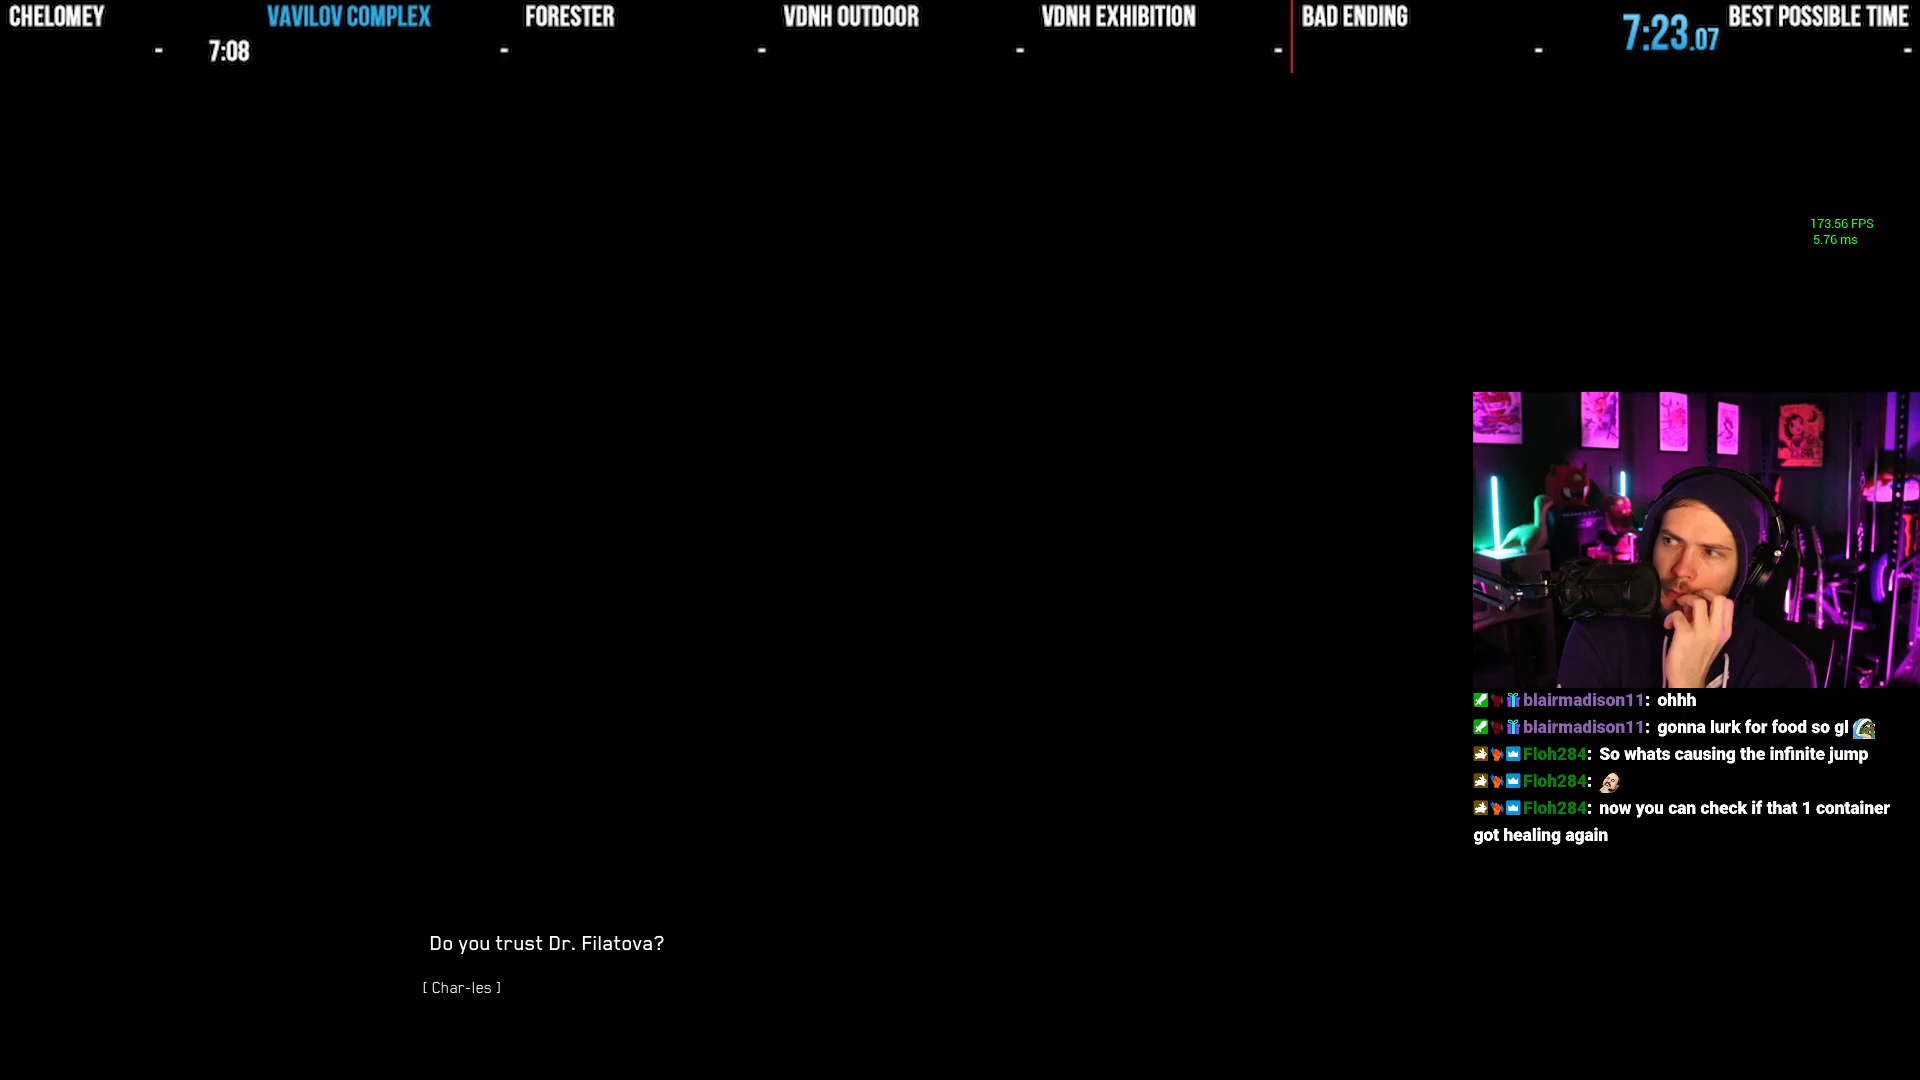 CHELOMEY VAVILOV COMPLEX FORESTER VDNH OUTDOOR VDNH EXHIBITION BAD ENDING 7:23.07 BEST POSSIBLE TIME
- 7:08 - - - - - -
173.56 FPS
5.76 ms
blairmadison11: ohhh
blairmadison11: gonna lurk for food so gl
Floh284: So whats causing the infinite jump
Floh284:
Floh284: now you can check if that 1 container
got healing again
Do you trust Dr. Filatova?
[ Char-les ]